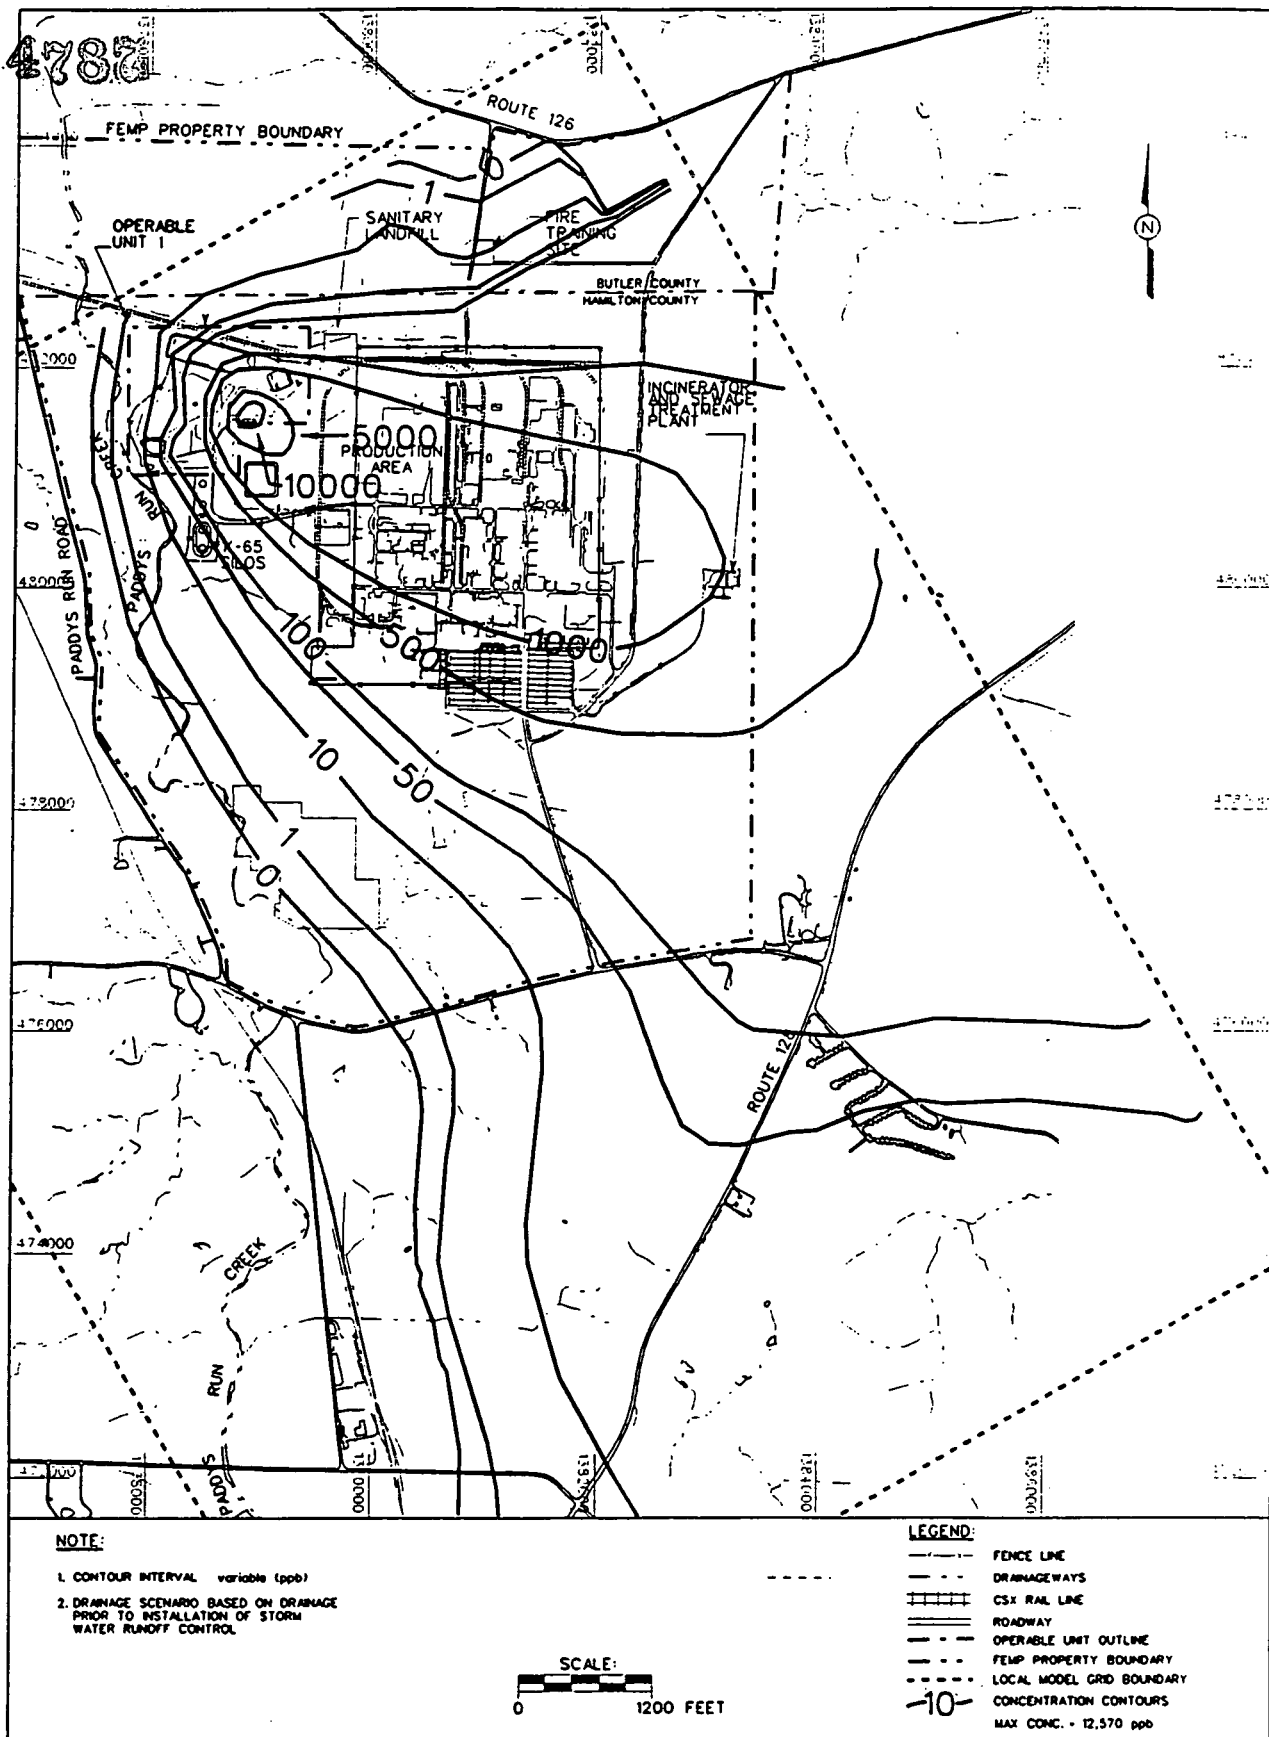 478
ROUTE 126
FEMP PROPERTY BOUNDARY
1
OPERABLE
UNIT 1
SANITARY
LANDFILL
FIRE
TRAINING
SITE
BUTLER COUNTY
HAMILTON COUNTY
INCINERATOR
AND SEWAGE
TREATMENT
PLANT
5000
PRODUCTION
AREA
10000
CREEK
RUN
PADDYS
K-65
SILOS
PADDYS RUN ROAD
480000
100
500
1000
10
50
478000
1
0
476000
ROUTE 128
474000
CREEK
RUN
PADDYS
NOTE:
1. CONTOUR INTERVAL variable (ppb)
2. DRAINAGE SCENARIO BASED ON DRAINAGE
PRIOR TO INSTALLATION OF STORM
WATER RUNOFF CONTROL
SCALE:
0 1200 FEET
LEGEND:
FENCE LINE
DRAINAGEWAYS
CSX RAIL LINE
ROADWAY
OPERABLE UNIT OUTLINE
FEMP PROPERTY BOUNDARY
LOCAL MODEL GRID BOUNDARY
10 CONCENTRATION CONTOURS
MAX CONC. = 12,570 ppb
N